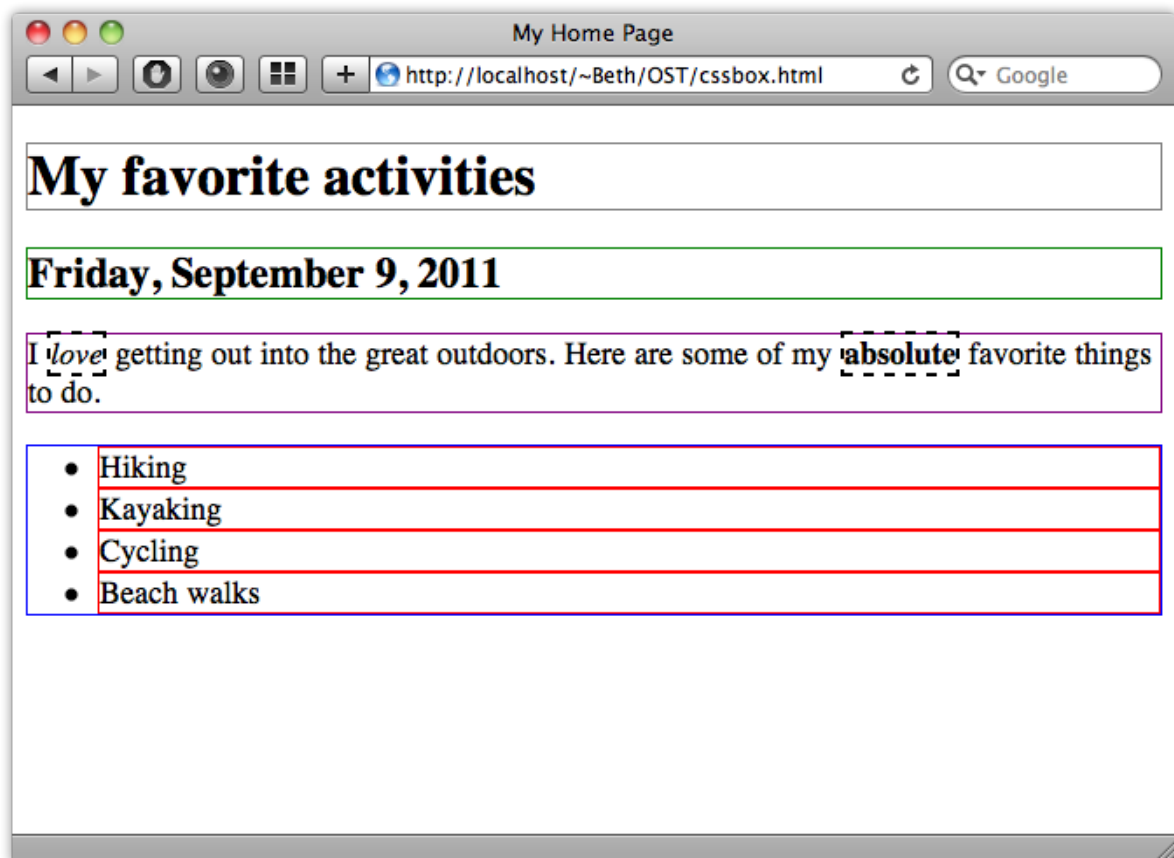 My Home Page
http://localhost/~Beth/OST/cssbox.html
Google
My favorite activities
Friday, September 9, 2011
I love getting out into the great outdoors. Here are some of my absolute favorite things
to do.
• Hiking
• Kayaking
• Cycling
• Beach walks